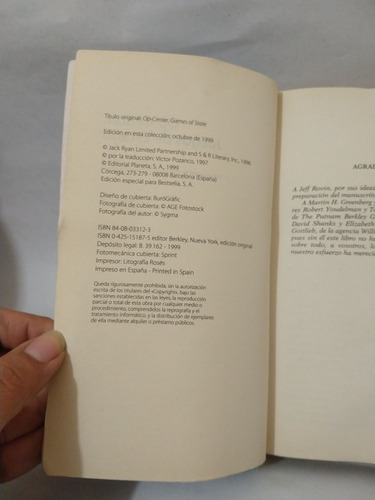 Título original: Op-Center, Games of State
Edición en esta colección: octubre de 1999
© Jack Ryan Limited Partnership and S & R Literary, Inc., 1996
© por la traducción: Víctor Pozanco, 1997
© Editorial Planeta, S. A., 1999
Córcega, 273-279 - 08008 Barcelona (España)
Edición especial para Bestselia, S. A.
Diseño de cubierta: BuróGràfic
Fotografía de cubierta: © AGE Fotostock
Fotografía del autor: © Sygma
ISBN 84-08-03312-3
ISBN 0-425-15187-5 editor Berkley, Nueva York, edición original
Depósito legal: B. 39.162 - 1999
Fotomecánica cubierta: Sprint
Impresor: Litografía Rosés
Impreso en España - Printed in Spain
Queda rigurosamente prohibida, sin la autorización
escrita de los titulares del «Copyright», bajo las
sanciones establecidas en las leyes, la reproducción
parcial o total de esta obra por cualquier medio o
procedimiento, comprendidos la reprografía y el
tratamiento informático, y la distribución de ejemplares
de ella mediante alquiler o préstamo públicos.
AGRA
A Jeff Rovin, por sus ideas
preparación del manuscrito
A Martin H. Greenberg
res Robert Youdelman y
de The Putnam Berkley G
David Shanks y Elizabeth
Gottlieb, de la agencia Will
pues sin él este libro no ha
sobre todo, a vosotros,
nuestro esfuerzo ha merecid